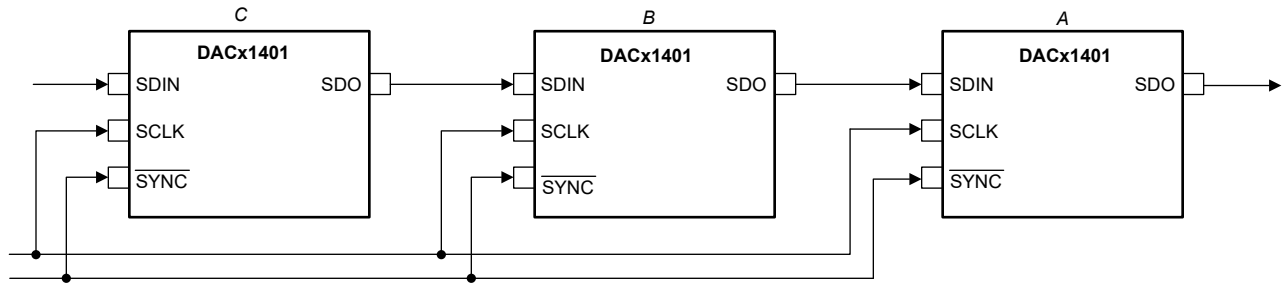 C
DACx1401
SDIN
SDO
SCLK
SYNC
B
DACx1401
SDIN
SDO
SCLK
SYNC
A
DACx1401
SDIN
SDO
SCLK
SYNC